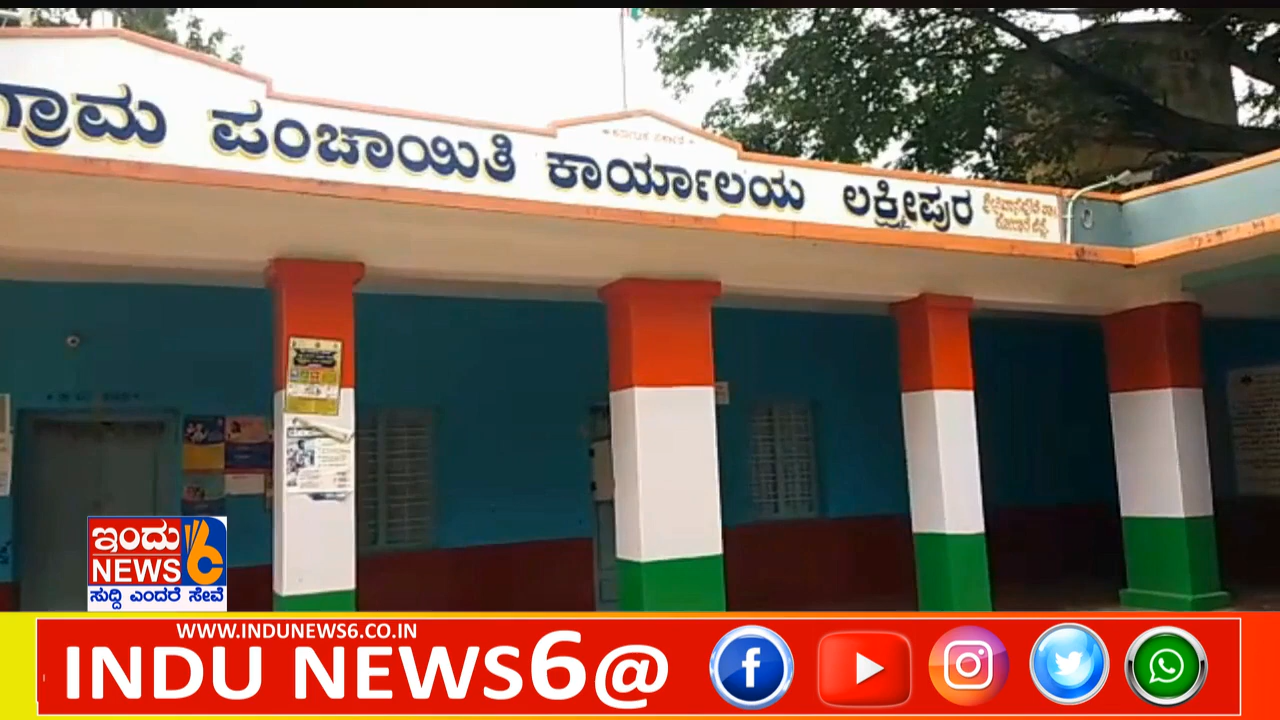 ಗ್ರಾಮ ಪಂಚಾಯಿತಿ ಕಾರ್ಯಾಲಯ ಲಕ್ಷ್ಮೀಪುರ
ಇಂದು
NEWS 6
ಸುದ್ದಿ ಎಂದರೆ ಸೇವೆ
WWW.INDUNEWS6.CO.IN
INDU NEWS6@